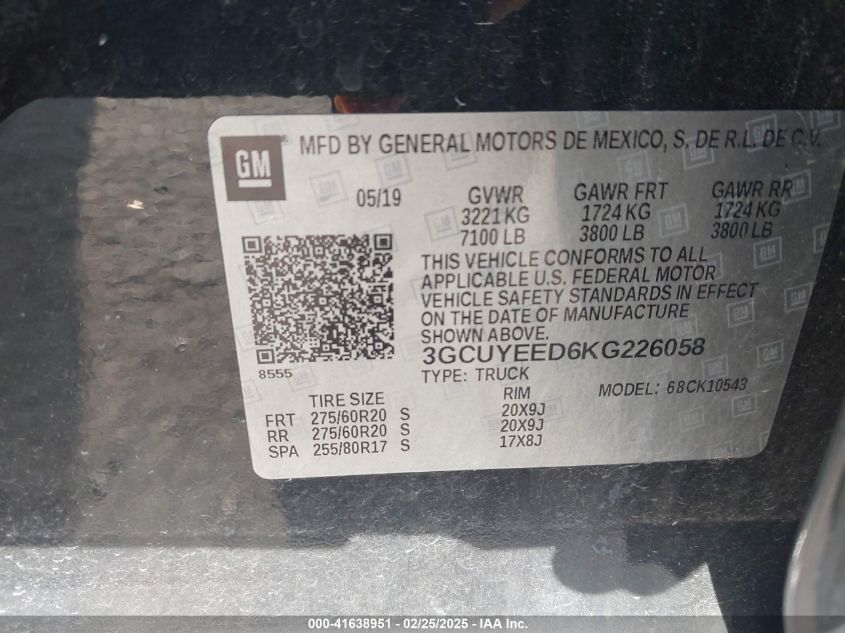 GM ® MFD BY GENERAL MOTORS DE MEXICO, S. DE R.L. DE C.V.
05/19 GVWR GAWR FRT GAWR RR
3221 KG 1724 KG 1724 KG
7100 LB 3800 LB 3800 LB
THIS VEHICLE CONFORMS TO ALL
APPLICABLE U.S. FEDERAL MOTOR
VEHICLE SAFETY STANDARDS IN EFFECT
ON THE DATE OF MANUFACTURE
SHOWN ABOVE.
3GCUYEED6KG226058
8555 TYPE: TRUCK MODEL: 68CK10543
TIRE SIZE RIM
FRT 275/60R20 S 20X9J
RR 275/60R20 S 20X9J
SPA 255/80R17 S 17X8J
000-41638951 - 02/25/2025 - IAA Inc.